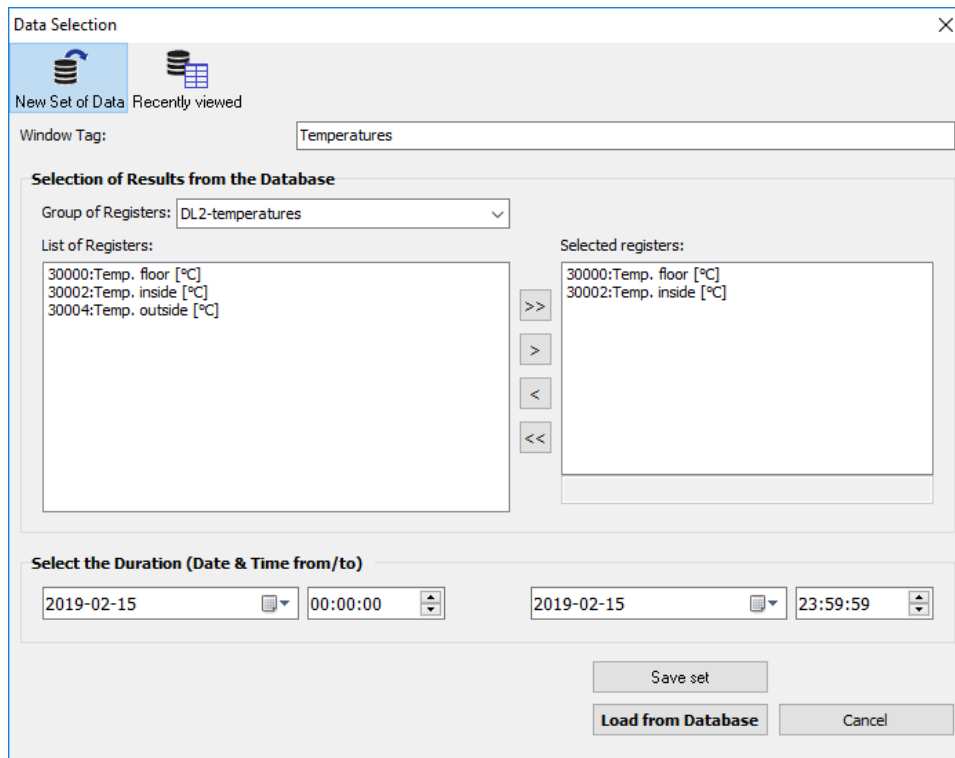 Data Selection
New Set of Data Recently viewed
Window Tag: Temperatures
Selection of Results from the Database
Group of Registers: DL2-temperatures
List of Registers:
30000:Temp. floor [°C]
30002:Temp. inside [°C]
30004:Temp. outside [°C]
>>
>
<
<<
Selected registers:
30000:Temp. floor [°C]
30002:Temp. inside [°C]
Select the Duration (Date & Time from/to)
2019-02-15 00:00:00 2019-02-15 23:59:59
Save set
Load from Database Cancel